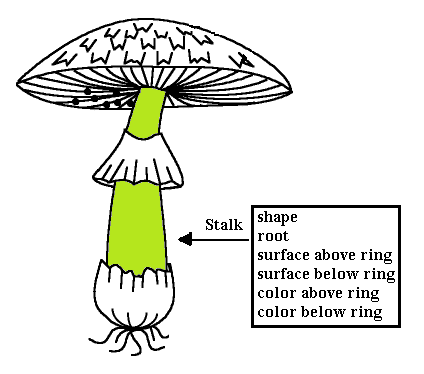 Stalk
shape
root
surface above ring
surface below ring
color above ring
color below ring